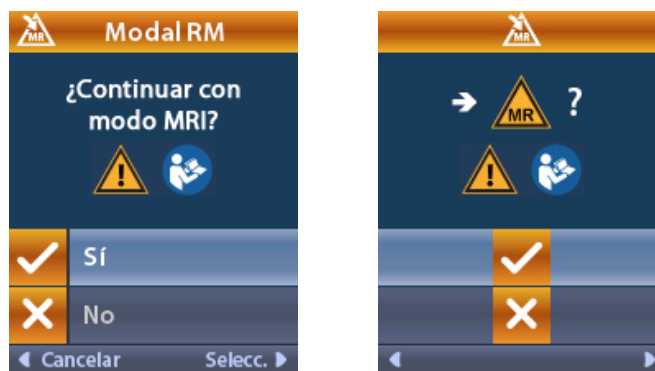 MR
Modal RM
¿Continuar con
modo MRI?
Sí
No
Cancelar
Selecc.
MR
MR
?